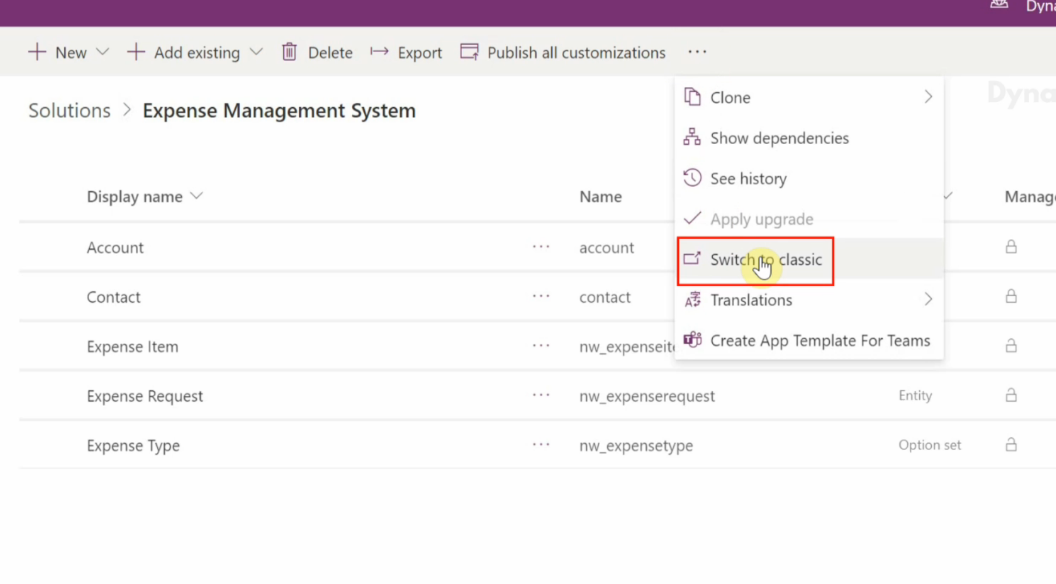 Dyna
New Add existing Delete Export Publish all customizations ...
Solutions > Expense Management System
Dyna
Clone
Show dependencies
See history
Apply upgrade
Switch to classic
Translations
Create App Template For Teams
Display name Name Manage
Account ... account
Contact ... contact
Expense Item ... nw_expenseite
Expense Request ... nw_expenserequest Entity
Expense Type ... nw_expensetype Option set